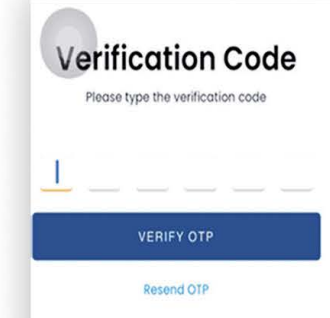 Verification Code
Please type the verification code
VERIFY OTP
Resend OTP